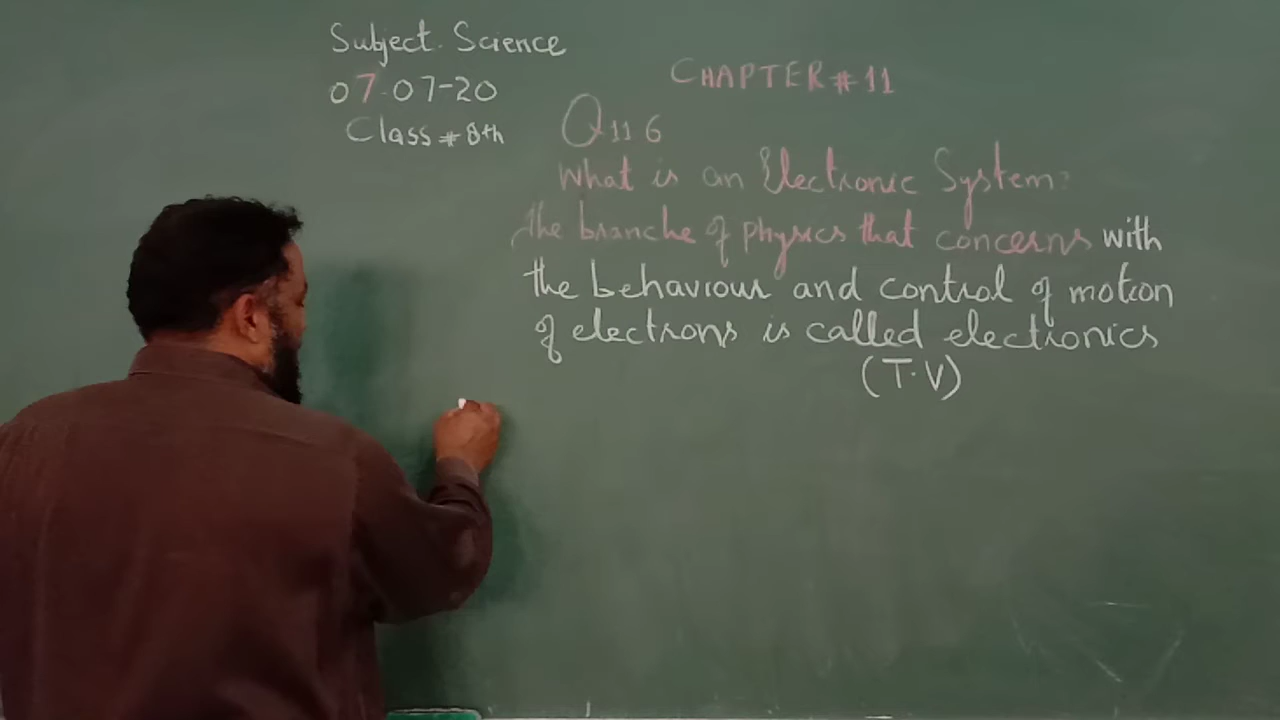 Subject. Science
07-07-20
Class # 8th
CHAPTER # 11
Q 11 6
What is an Electronic System?
The branche of physics that concerns with
the behaviour and control of motion
of electrons is called electronics
(T.V)